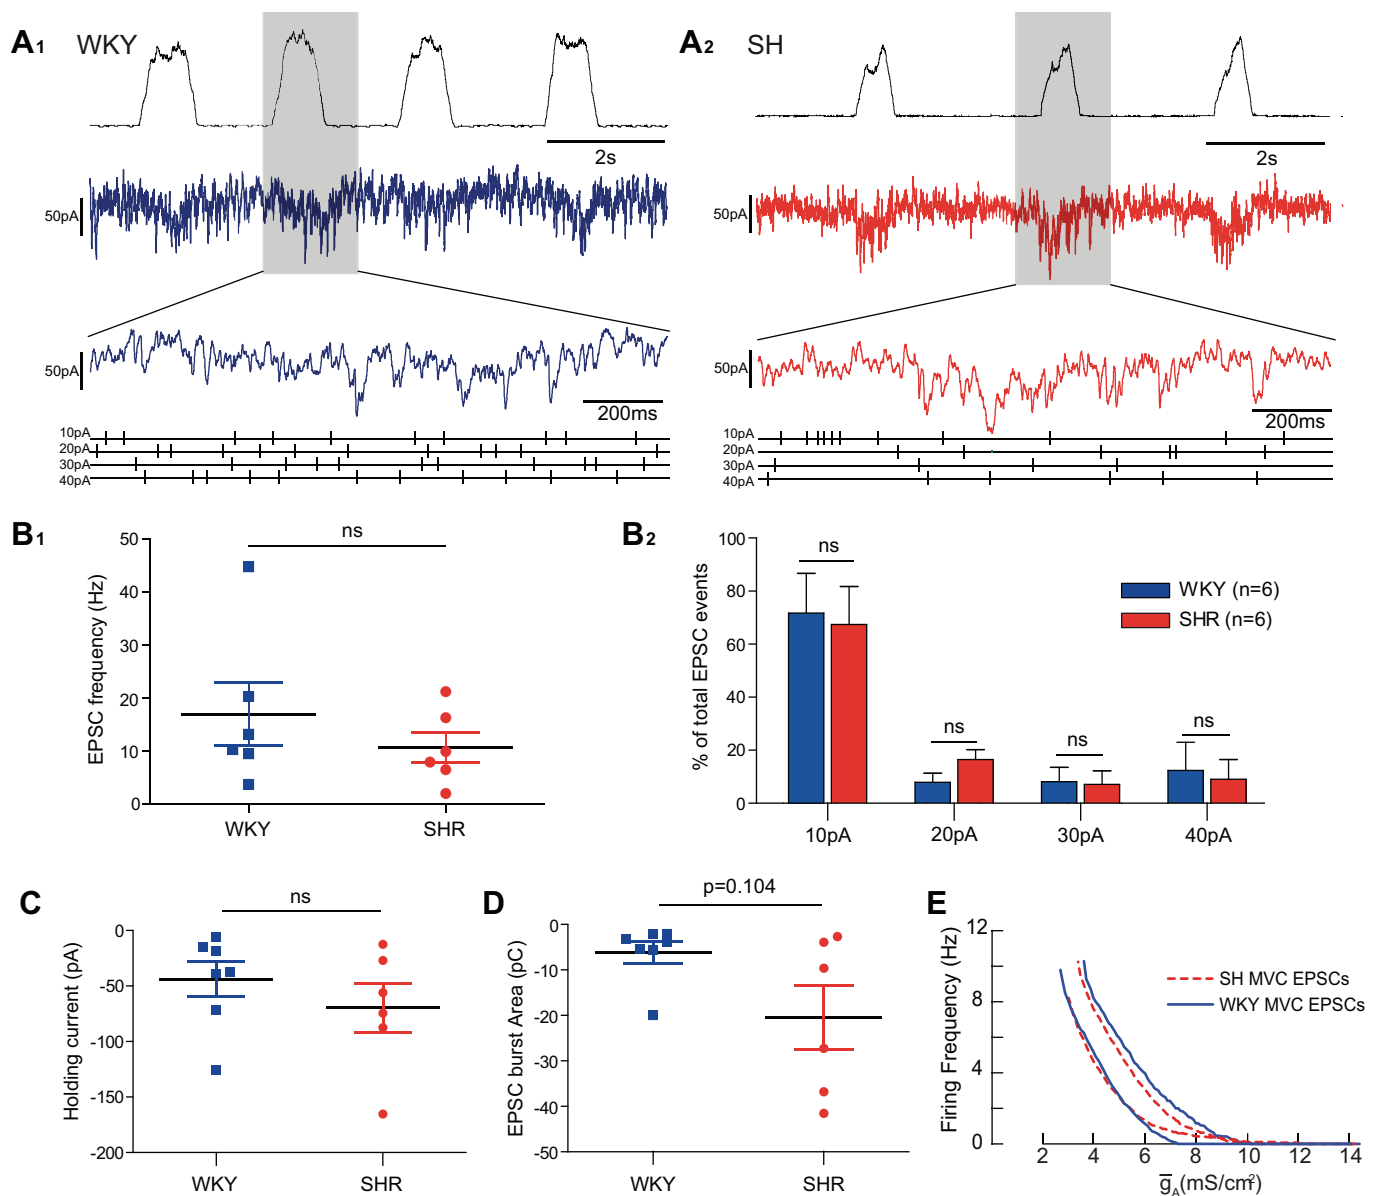 A1 WKY
2s
50pA
50pA
200ms
10pA
20pA
30pA
40pA
A2 SH
2s
50pA
50pA
200ms
10pA
20pA
30pA
40pA
B1
ns
EPSC frequency (Hz)
50
40
30
20
10
0
WKY SHR
B2
% of total EPSC events
100
80
60
40
20
0
ns
ns
ns
ns
WKY (n=6)
SHR (n=6)
10pA 20pA 30pA 40pA
C
ns
Holding current (pA)
0
-50
-100
-150
-200
WKY SHR
D
p=0.104
EPSC burst Area (pC)
0
-10
-20
-30
-40
-50
WKY SHR
E
Firing Frequency (Hz)
12
8
4
0
SH MVC EPSCs
WKY MVC EPSCs
2 4 6 8 10 12 14
g̅A(mS/cm²)